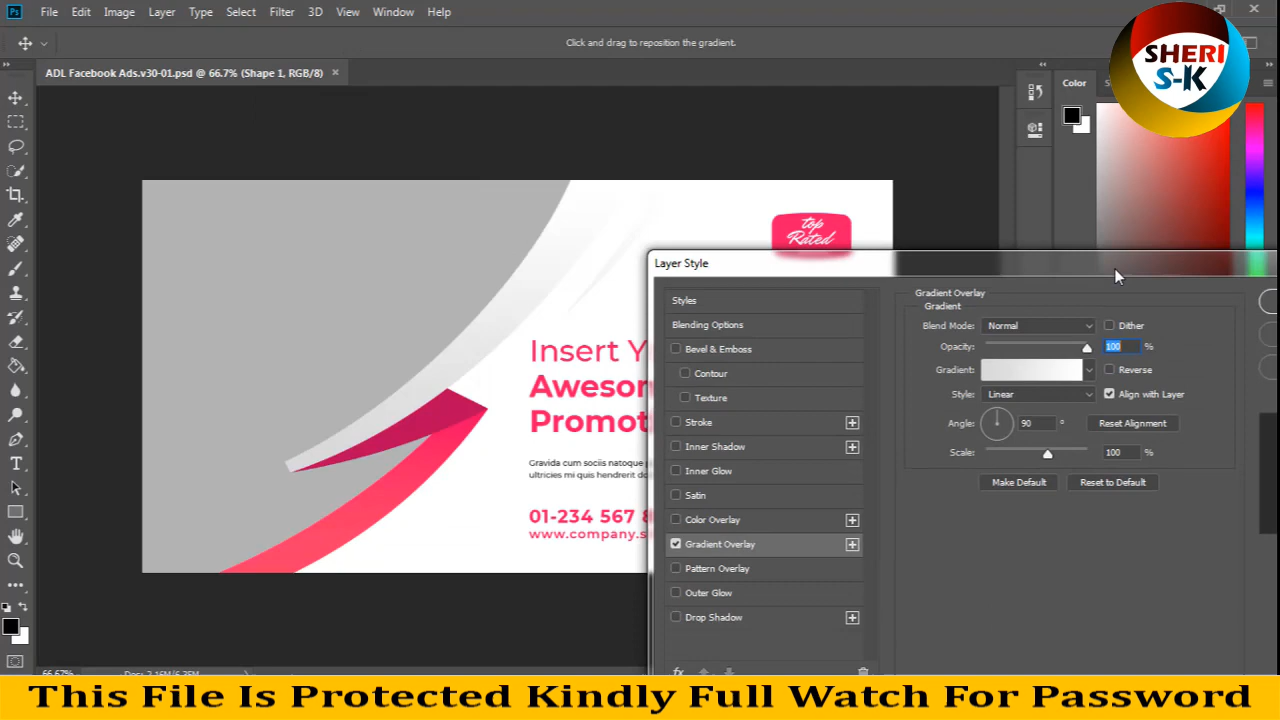 Ps File Edit Image Layer Type Select Filter 3D View Window Help
Click and drag to reposition the gradient.
SHERI
S-K
ADL Facebook Ads.v30-01.psd @ 66.7% (Shape 1, RGB/8) ×
Color
top
Rated
Insert
Awesom
Promot
Gravida cum sociis natoque
ultricies mi quis hendrerit
01-234 567
www.company.s
Layer Style
Styles
Blending Options
Bevel & Emboss
Contour
Texture
Stroke
Inner Shadow
Inner Glow
Satin
Color Overlay
Gradient Overlay
Pattern Overlay
Outer Glow
Drop Shadow
fx
Gradient Overlay
Gradient
Blend Mode: Normal Dither
Opacity: 100 %
Gradient: Reverse
Style: Linear Align with Layer
Angle: 90 ° Reset Alignment
Scale: 100 %
Make Default Reset to Default
66.67%
This File Is Protected Kindly Full Watch For Password